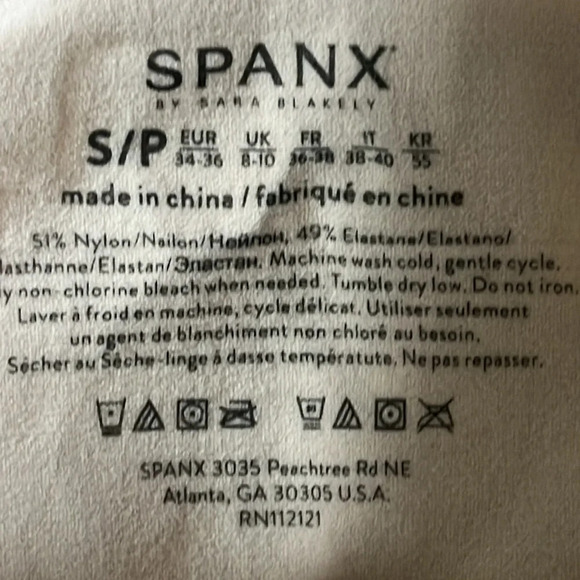 SPANX
BY SARA BLAKELY
S/P EUR 34-36 UK 8-10 FR 36-38 IT 38-40 KR 55
made in china / fabriqué en chine
51% Nylon/Nailon/Нейлон, 49% Elastane/Elastano/
lasthanne/Elastan/Эластан. Machine wash cold, gentle cycle.
y non-chlorine bleach when needed. Tumble dry low. Do not iron.
Laver à froid en machine, cycle délicat. Utiliser seulement
un agent de blanchiment non chloré au besoin.
Sécher au Sèche-linge à dasse températute. Ne pas repasser.
SPANX 3035 Peachtree Rd NE
Atlanta, GA 30305 U.S.A.
RN112121